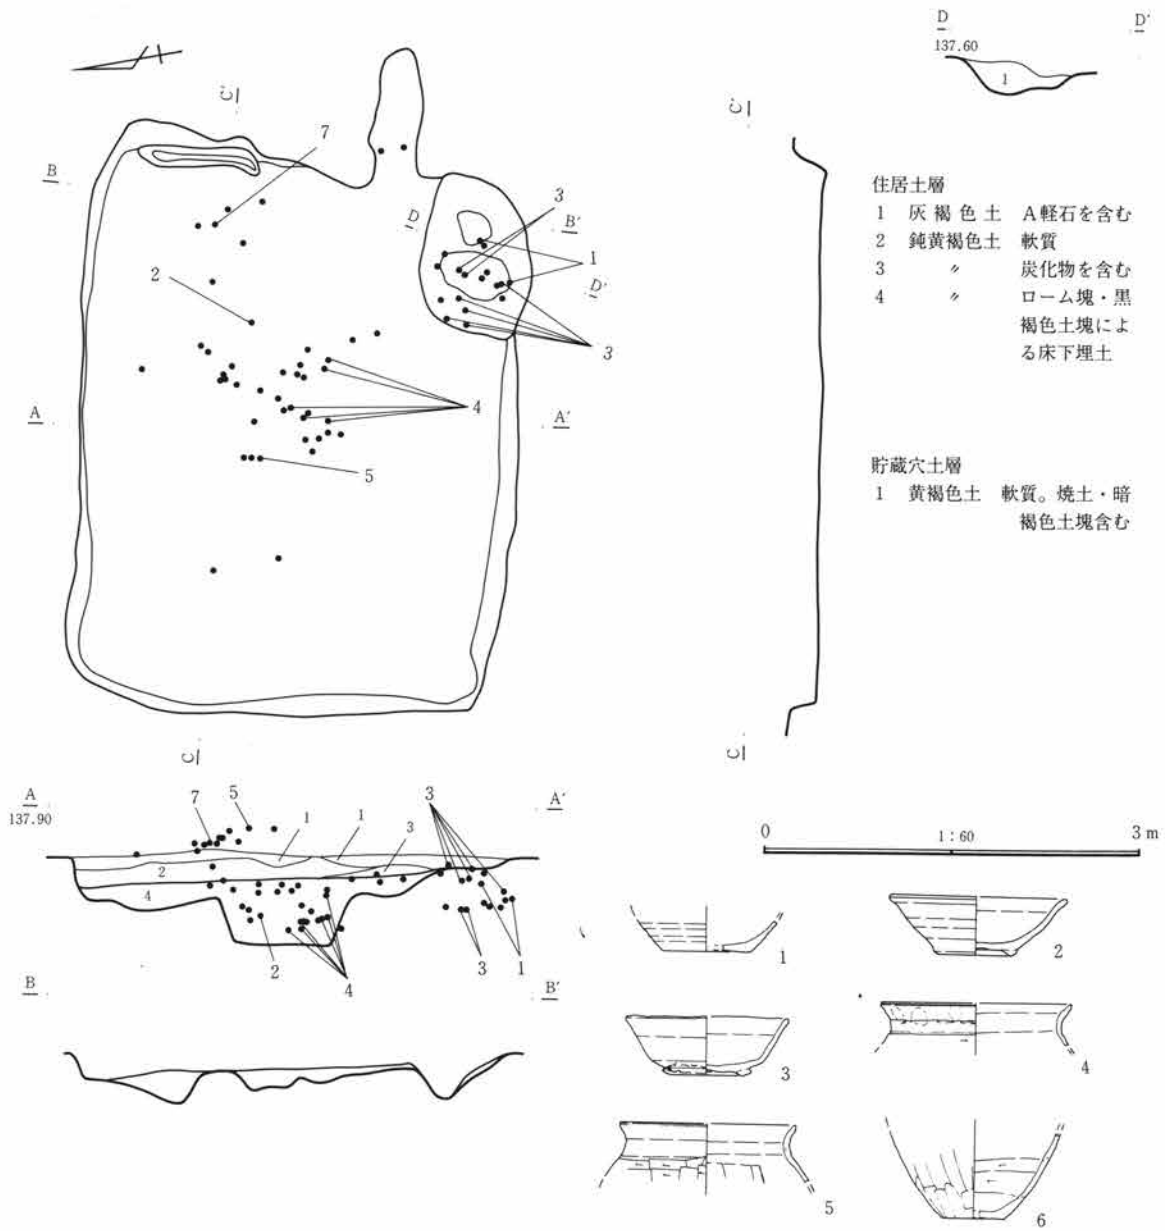 D D′
137.60
1
C′
C′
7
B
3
D
B′
1
2
D′
3
4
A
A′
5
住居土層
1 灰褐色土 A軽石を含む
2 鈍黄褐色土 軟質
3 〃 炭化物を含む
4 〃 ローム塊・黒
褐色土塊によ
る床下埋土
貯蔵穴土層
1 黄褐色土 軟質。焼土・暗
褐色土塊含む
C
C
A
137.90
7
5
1
1
3
3
A′
2
4
2
4
3
1
B
B′
0 1:60 3m
1
2
3
4
5
6